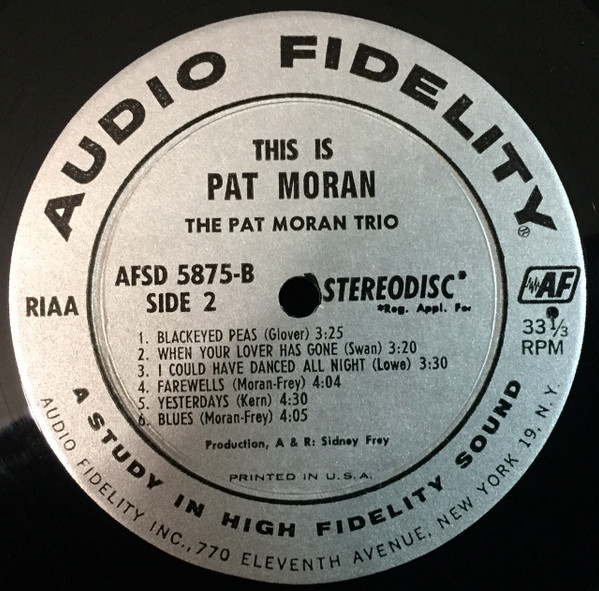 AUDIO FIDELITY
THIS IS
PAT MORAN
THE PAT MORAN TRIO
AFSD 5875-B
SIDE 2
STEREODISC*
*Reg. Appl. For
RIAA
AF
33 1/3
RPM
1. BLACKEYED PEAS (Glover) 3:25
2. WHEN YOUR LOVER HAS GONE (Swan) 3:20
3. I COULD HAVE DANCED ALL NIGHT (Lowe) 3:30
4. FAREWELLS (Moran-Frey) 4:04
5. YESTERDAYS (Kern) 4:30
6. BLUES (Moran-Frey) 4:05
Production, A & R: Sidney Frey
PRINTED IN U.S.A.
A STUDY IN HIGH FIDELITY SOUND
AUDIO FIDELITY INC., 770 ELEVENTH AVENUE, NEW YORK 19, N.Y.